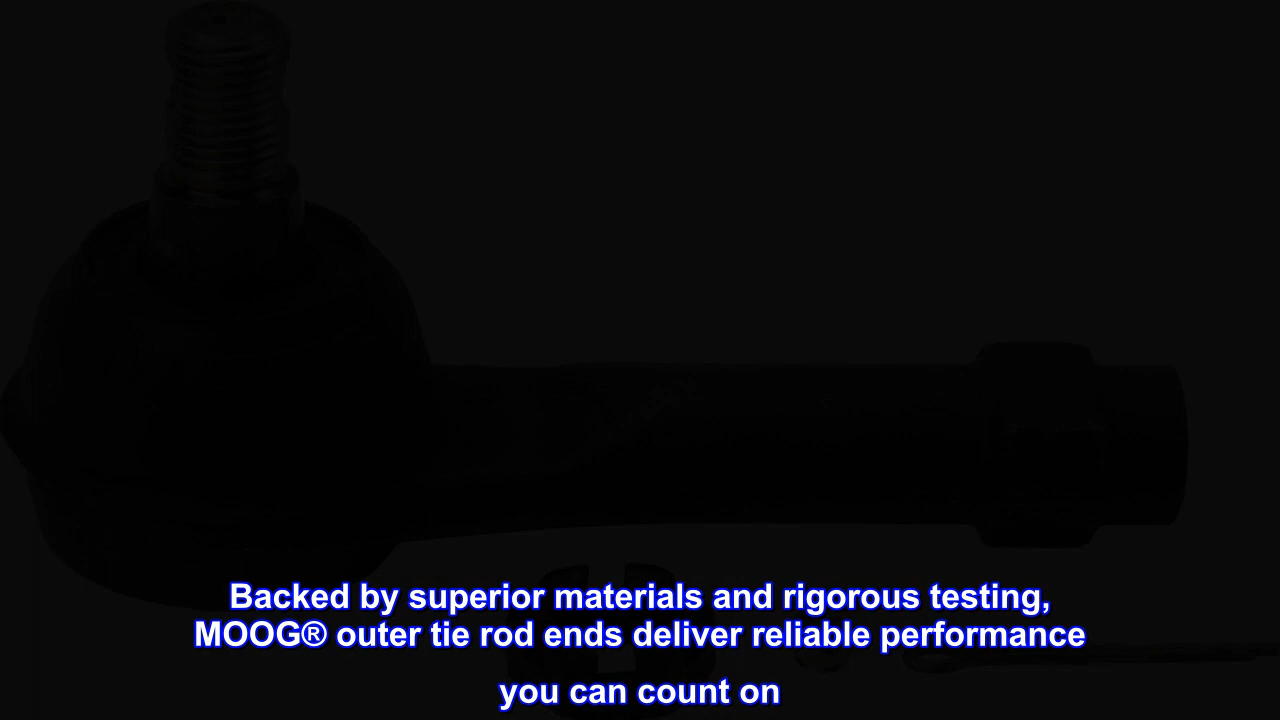 Backed by superior materials and rigorous testing,
MOOG® outer tie rod ends deliver reliable performance
you can count on